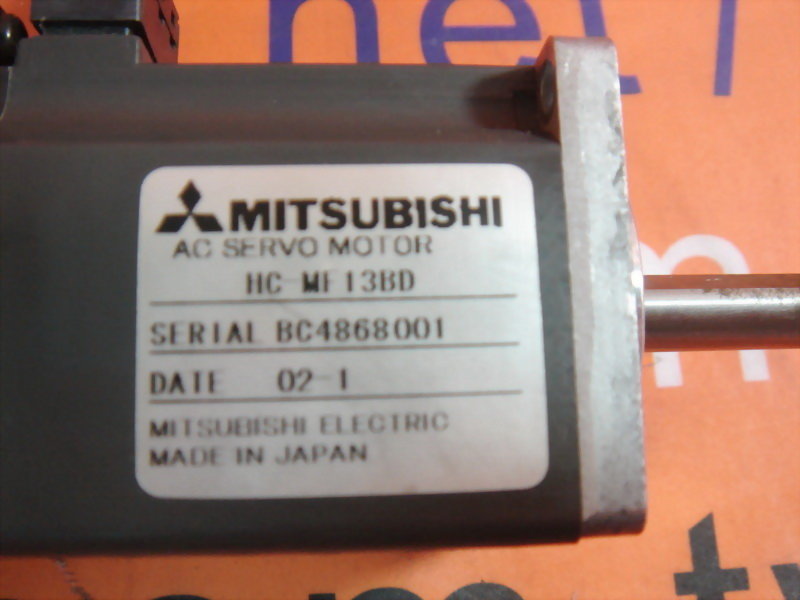 MITSUBISHI
AC SERVO MOTOR
HC-MF13BD
SERIAL BC4868001
DATE 02-1
MITSUBISHI ELECTRIC
MADE IN JAPAN